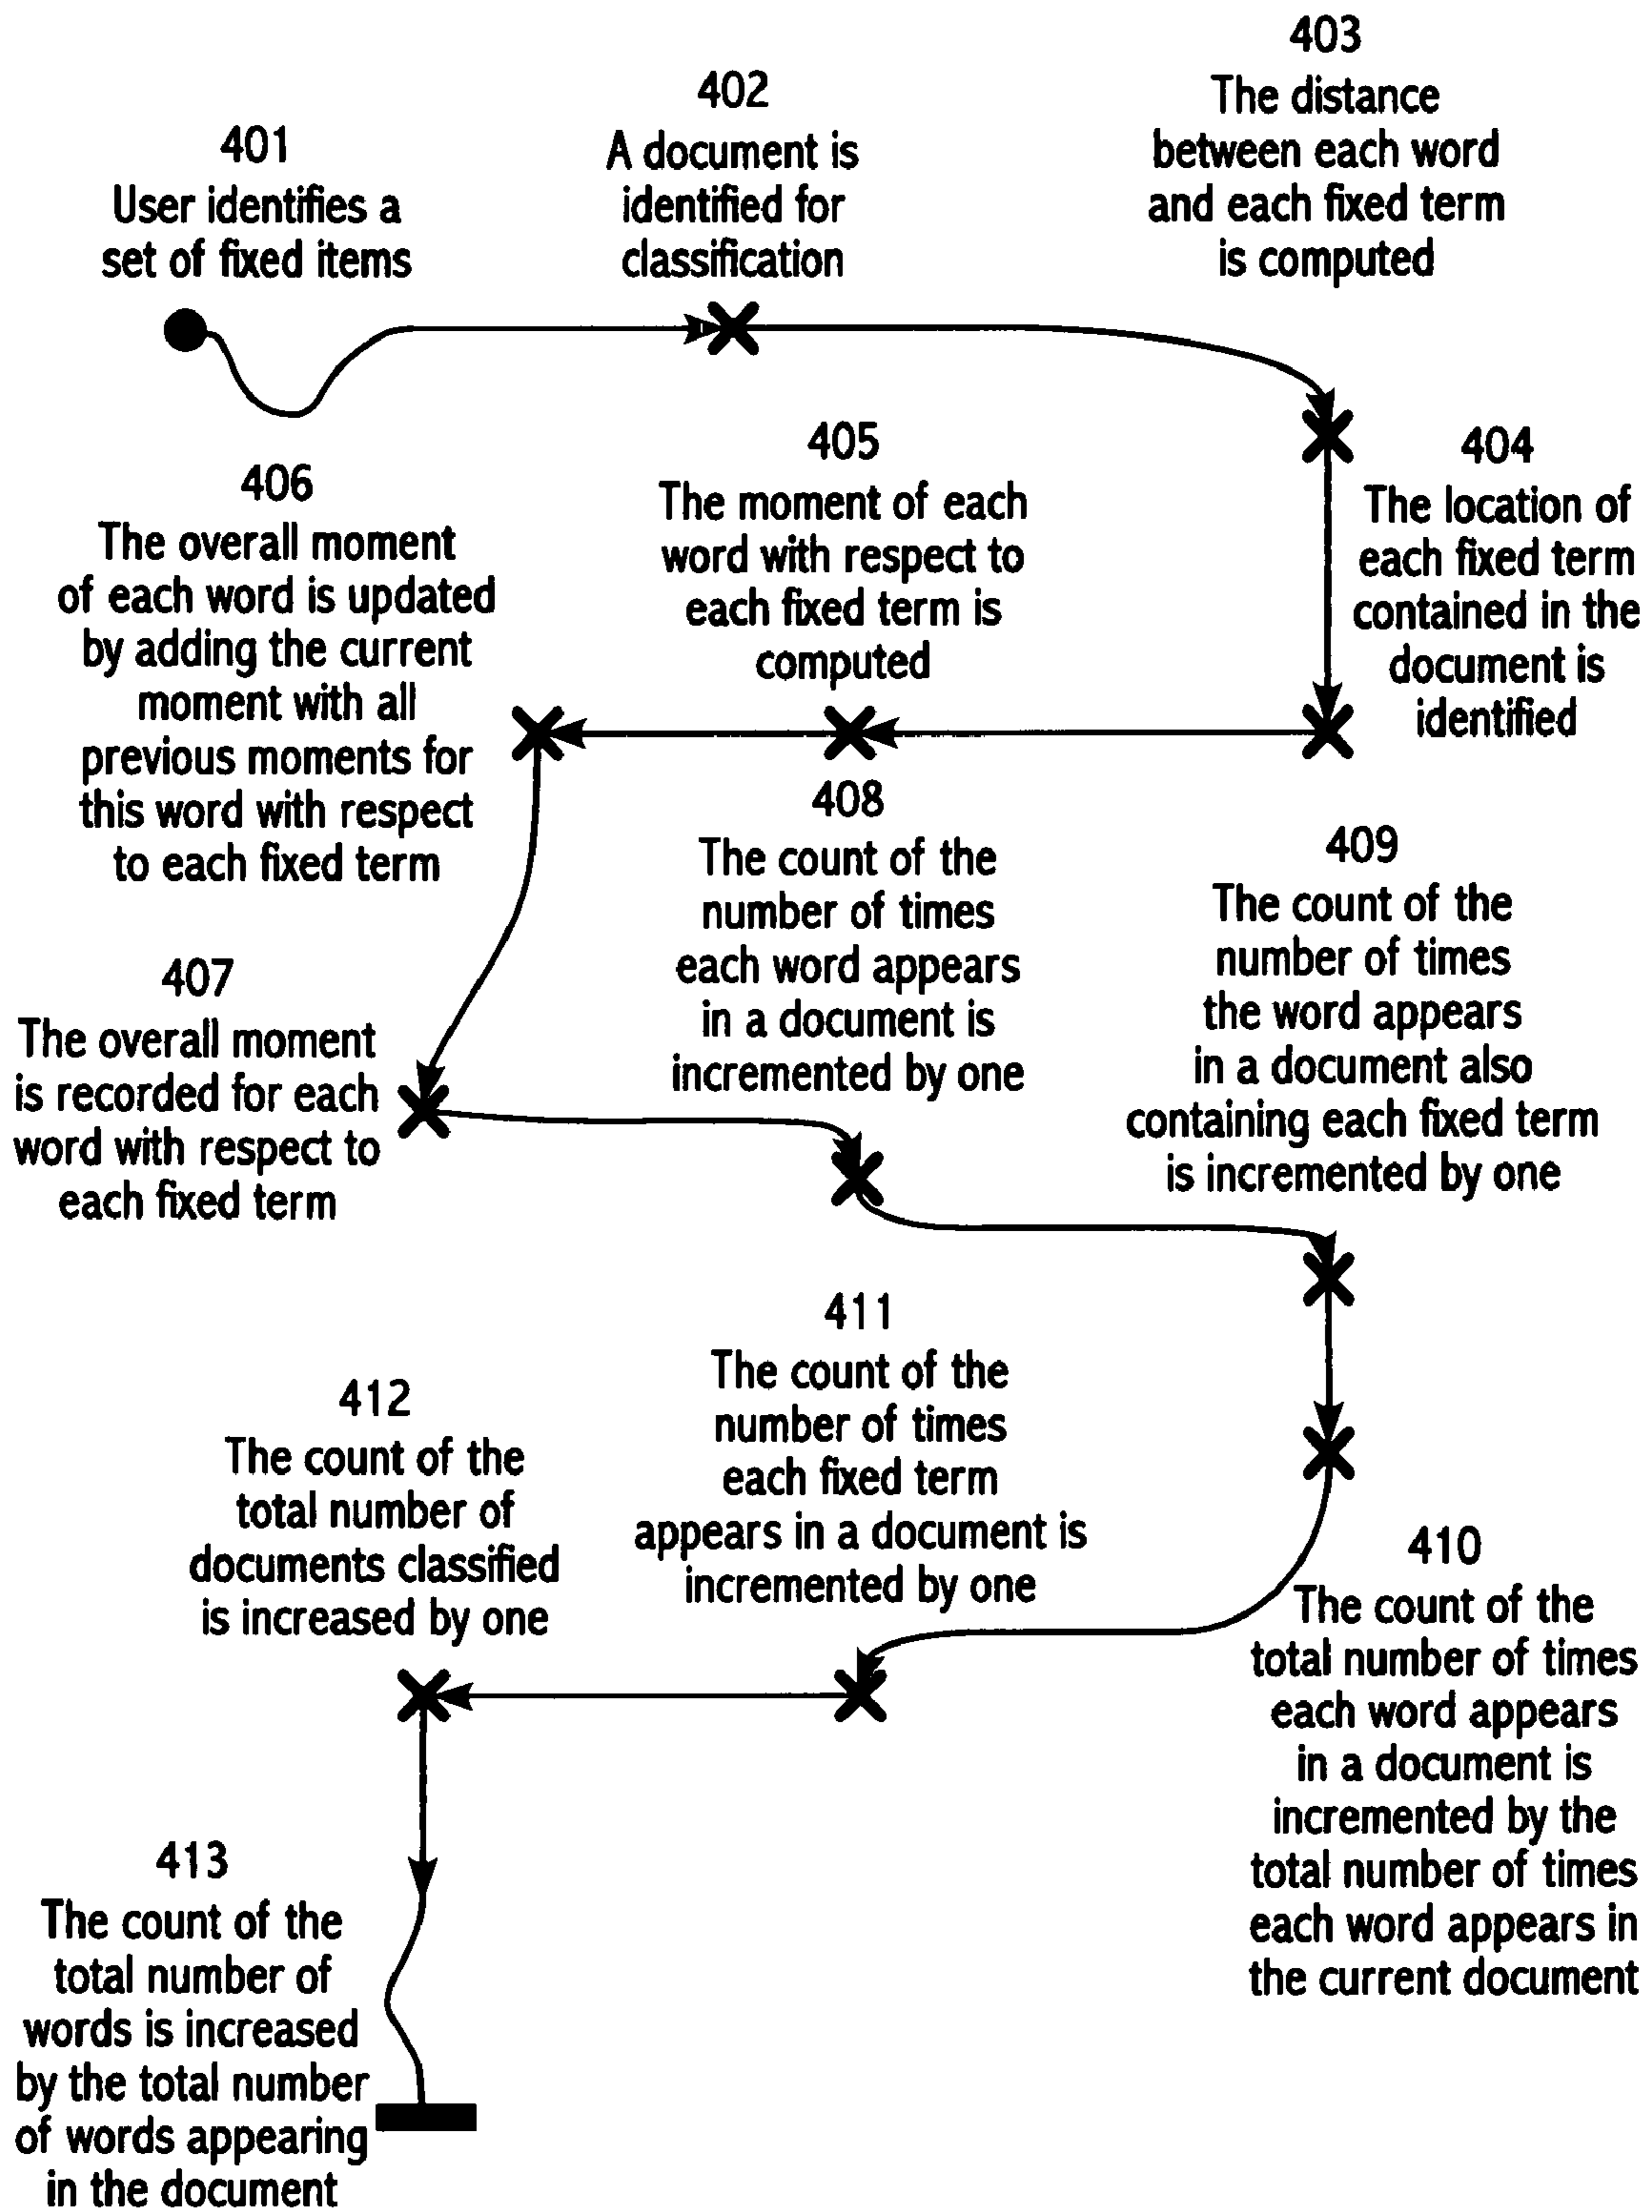 401
User identifies a
set of fixed items
402
A document is
identified for
classification
403
The distance
between each word
and each fixed term
is computed
404
The location of
each fixed term
contained in the
document is
identified
405
The moment of each
word with respect to
each fixed term is
computed
406
The overall moment
of each word is updated
by adding the current
moment with all
previous moments for
this word with respect
to each fixed term
407
The overall moment
is recorded for each
word with respect to
each fixed term
408
The count of the
number of times
each word appears
in a document is
incremented by one
409
The count of the
number of times
the word appears
in a document also
containing each fixed term
is incremented by one
410
The count of the
total number of times
each word appears
in a document is
incremented by the
total number of times
each word appears in
the current document
411
The count of the
number of times
each fixed term
appears in a document is
incremented by one
412
The count of the
total number of
documents classified
is increased by one
413
The count of the
total number of
words is increased
by the total number
of words appearing
in the document